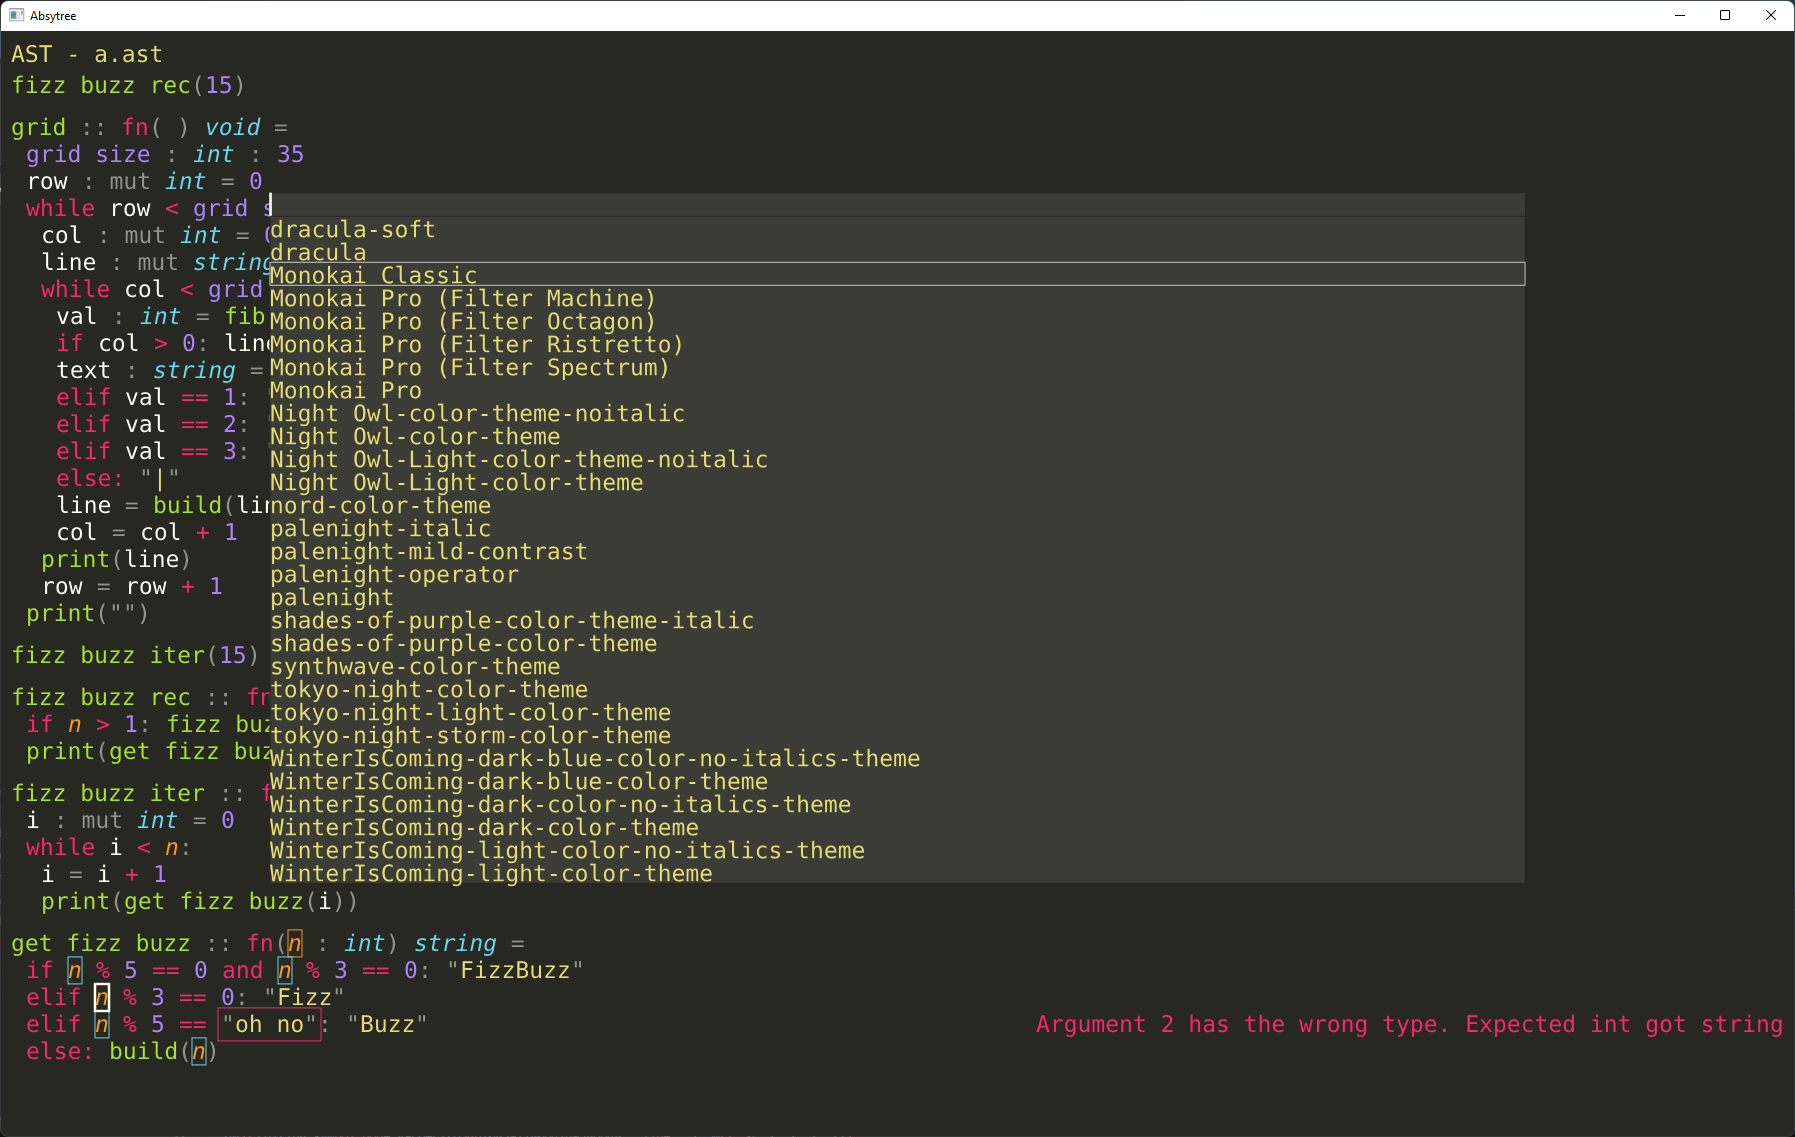 Absytree
AST - a.ast
fizz buzz rec(15)
grid :: fn( ) void =
grid size : int : 35
row : mut int = 0
while row < grid
col : mut int =
line : mut string
while col < grid
val : int = fib
if col > 0: line
text : string =
elif val == 1:
elif val == 2:
elif val == 3:
else: "|"
line = build(lin
col = col + 1
print(line)
row = row + 1
print("")
fizz buzz iter(15)
fizz buzz rec :: fn
if n > 1: fizz buz
print(get fizz buz
fizz buzz iter :: f
i : mut int = 0
while i < n:
i = i + 1
print(get fizz buzz(i))
get fizz buzz :: fn(n : int) string =
if n % 5 == 0 and n % 3 == 0: "FizzBuzz"
elif n % 3 == 0: "Fizz"
elif n % 5 == "oh no": "Buzz" Argument 2 has the wrong type. Expected int got string
else: build(n)
dracula-soft
dracula
Monokai Classic
Monokai Pro (Filter Machine)
Monokai Pro (Filter Octagon)
Monokai Pro (Filter Ristretto)
Monokai Pro (Filter Spectrum)
Monokai Pro
Night Owl-color-theme-noitalic
Night Owl-color-theme
Night Owl-Light-color-theme-noitalic
Night Owl-Light-color-theme
nord-color-theme
palenight-italic
palenight-mild-contrast
palenight-operator
palenight
shades-of-purple-color-theme-italic
shades-of-purple-color-theme
synthwave-color-theme
tokyo-night-color-theme
tokyo-night-light-color-theme
tokyo-night-storm-color-theme
WinterIsComing-dark-blue-color-no-italics-theme
WinterIsComing-dark-blue-color-theme
WinterIsComing-dark-color-no-italics-theme
WinterIsComing-dark-color-theme
WinterIsComing-light-color-no-italics-theme
WinterIsComing-light-color-theme